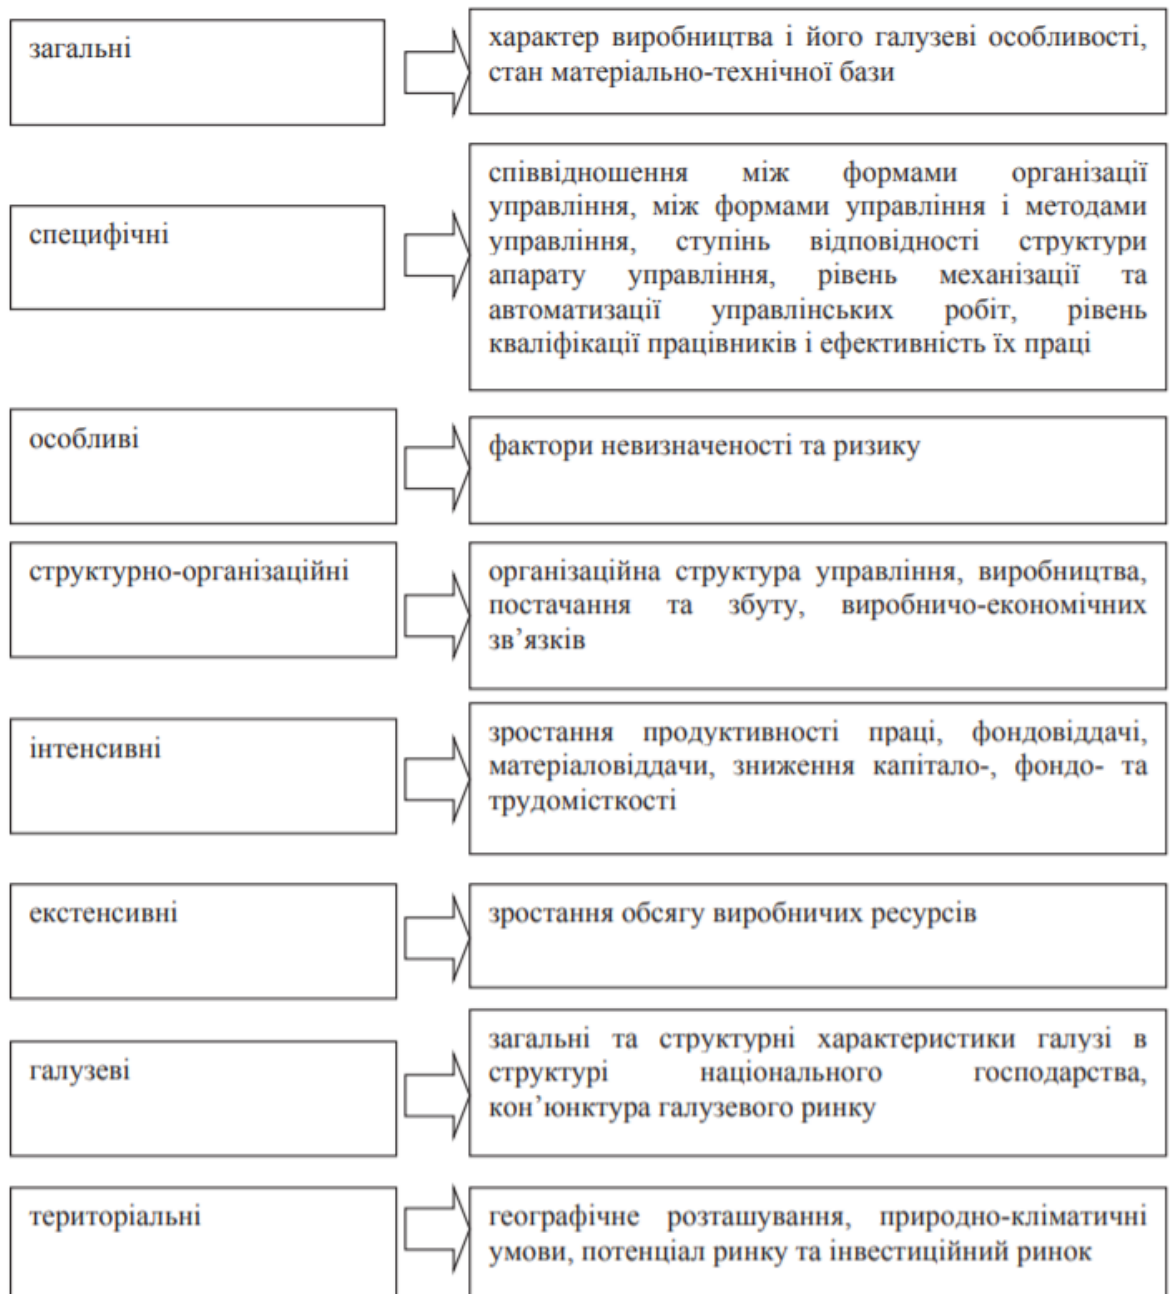 загальні
характер виробництва і його галузеві особливості,
стан матеріально-технічної бази
специфічні
співвідношення між формами організації
управління, між формами управління і методами
управління, ступінь відповідності структури
апарату управління, рівень механізації та
автоматизації управлінських робіт, рівень
кваліфікації працівників і ефективність їх праці
особливі
фактори невизначеності та ризику
структурно-організаційні
організаційна структура управління, виробництва,
постачання та збуту, виробничо-економічних
зв’язків
інтенсивні
зростання продуктивності праці, фондовіддачі,
матеріаловіддачи, зниження капітало-, фондо- та
трудомісткості
екстенсивні
зростання обсягу виробничих ресурсів
галузеві
загальні та структурні характеристики галузі в
структурі національного господарства,
кон’юнктура галузевого ринку
територіальні
географічне розташування, природно-кліматичні
умови, потенціал ринку та інвестиційний ринок